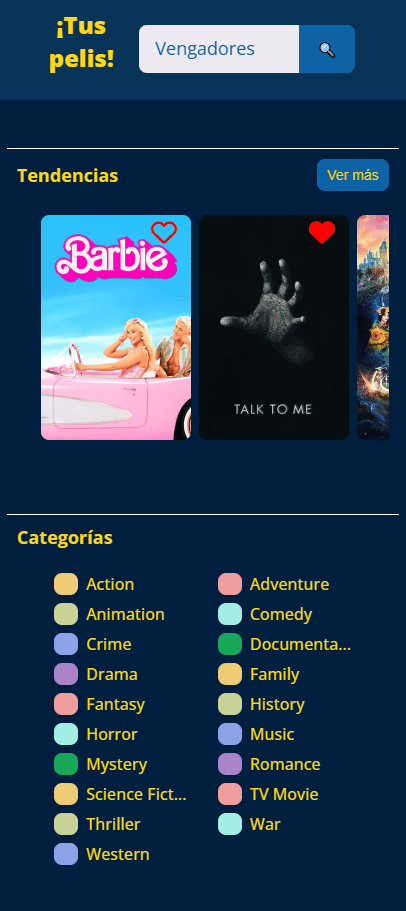 ¡Tus
pelis!
Vengadores
Tendencias
Ver más
Barbie
TALK TO ME
Categorías
Action
Adventure
Animation
Comedy
Crime
Documenta...
Drama
Family
Fantasy
History
Horror
Music
Mystery
Romance
Science Fict...
TV Movie
Thriller
War
Western